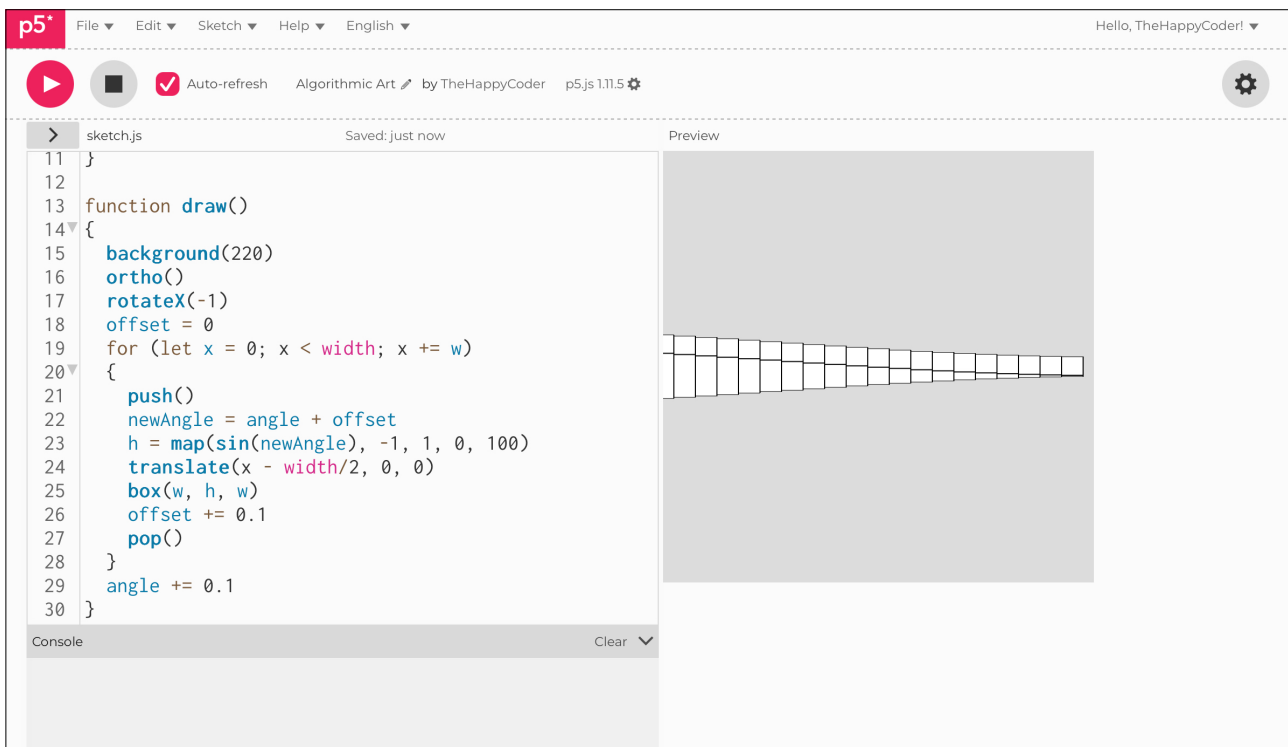 p5* File Edit Sketch Help English Hello, TheHappyCoder!
Auto-refresh Algorithmic Art by TheHappyCoder p5.js 1.11.5
sketch.js Saved: just now Preview
11 }
12
13 function draw()
14 {
15 background(220)
16 ortho()
17 rotateX(-1)
18 offset = 0
19 for (let x = 0; x < width; x += w)
20 {
21 push()
22 newAngle = angle + offset
23 h = map(sin(newAngle), -1, 1, 0, 100)
24 translate(x - width/2, 0, 0)
25 box(w, h, w)
26 offset += 0.1
27 pop()
28 }
29 angle += 0.1
30 }
Console Clear